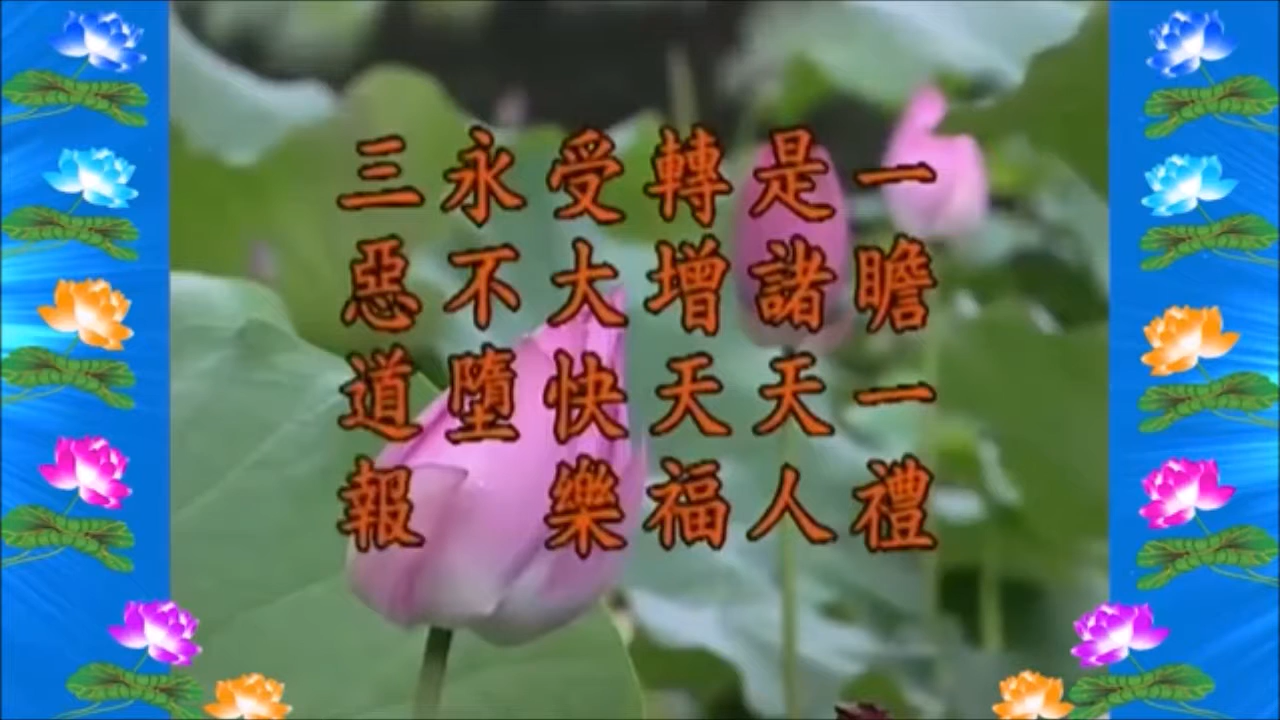 一瞻一禮
是諸天人
轉增天福
受大快樂
永不墮
三惡道報